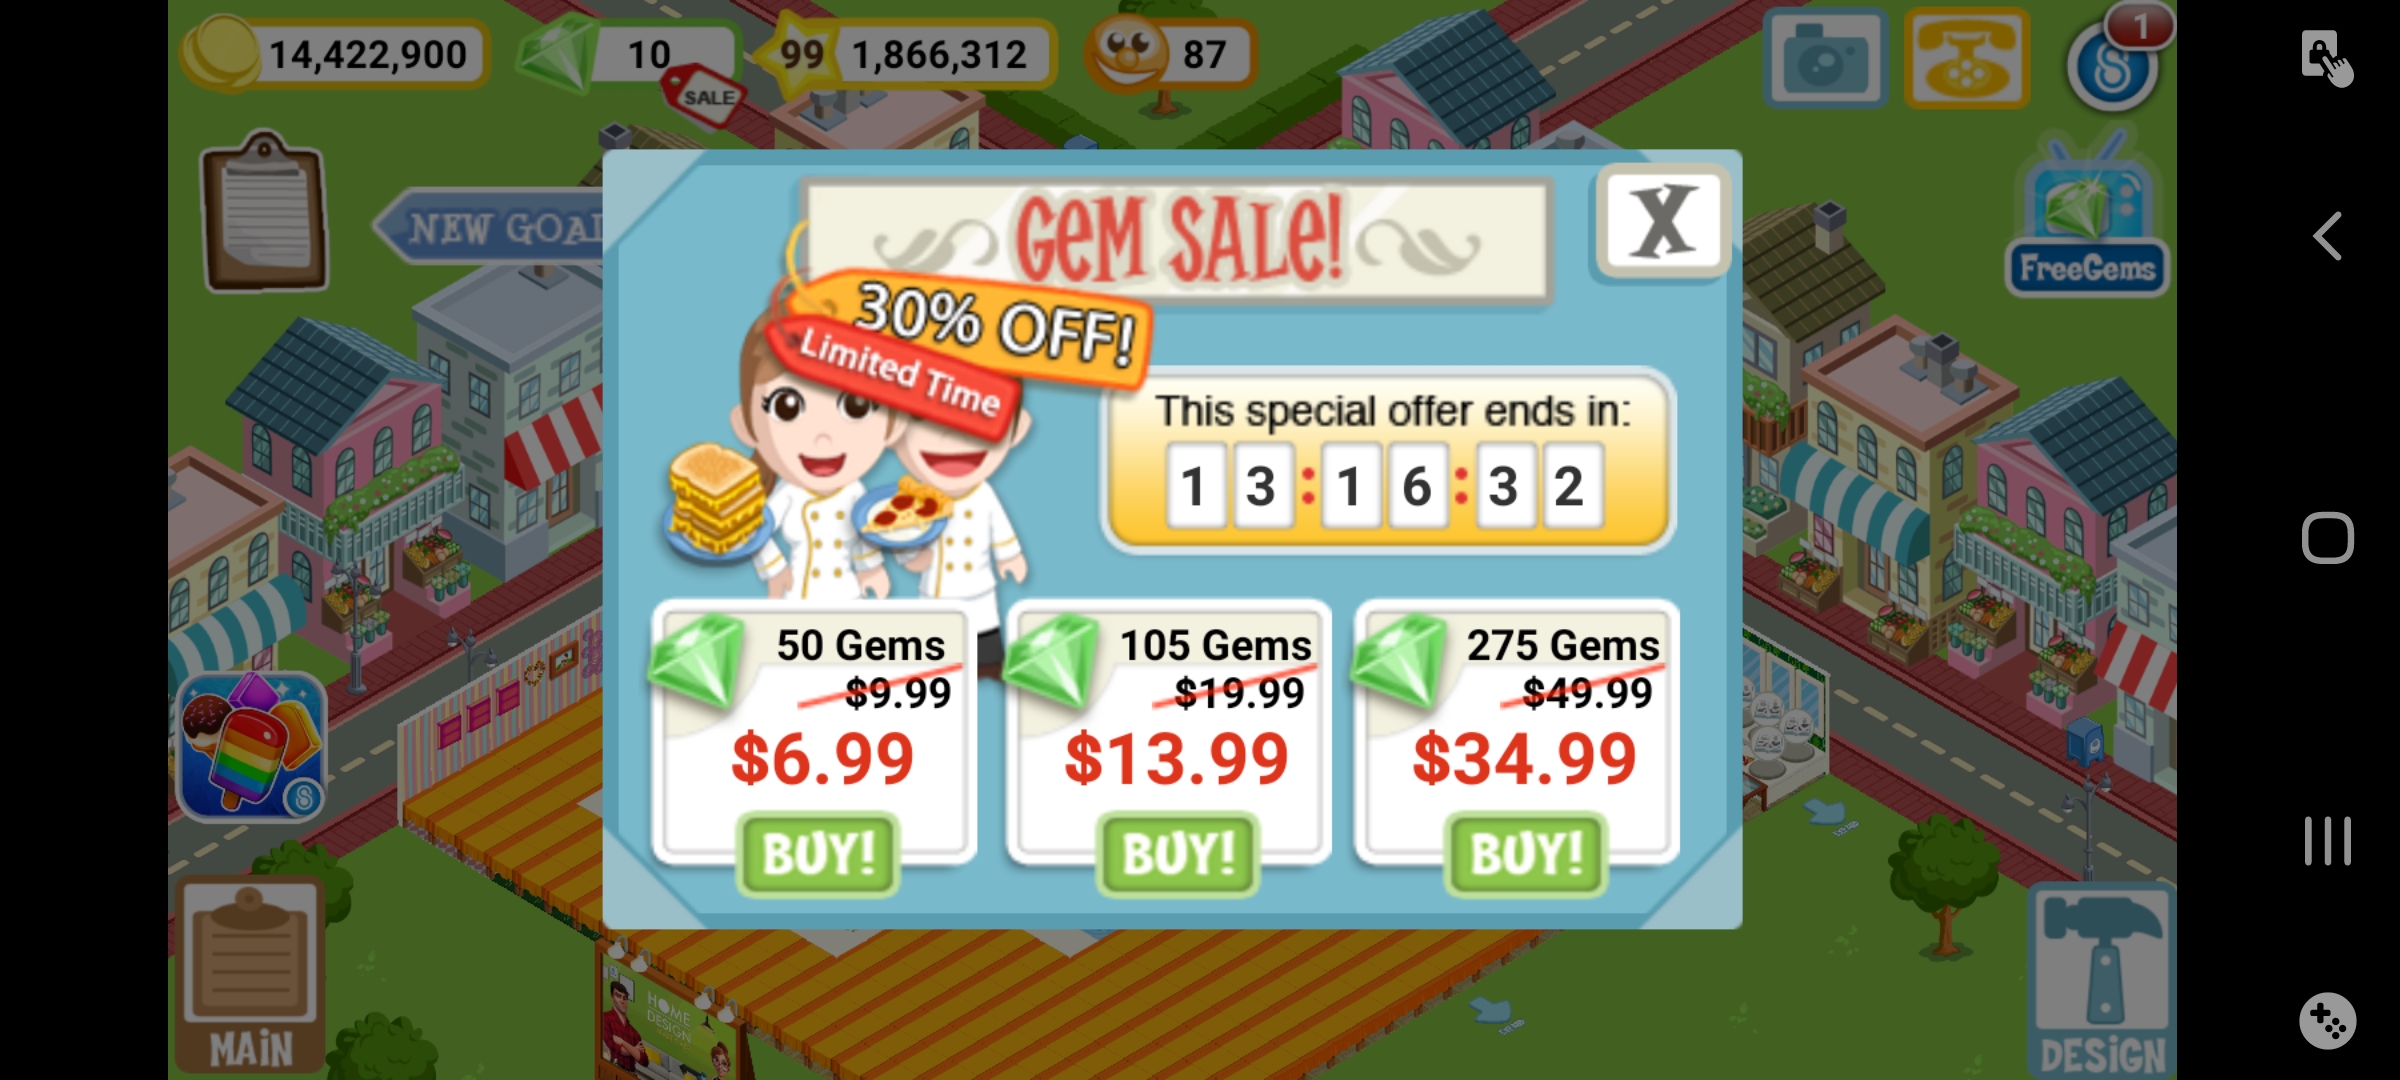 14,422,900
10
SALE
99
1,866,312
87
1
NEW GOAL
FreeGems
GEM SALE!
X
30% OFF!
Limited Time
This special offer ends in:
13:16:32
50 Gems
$9.99
$6.99
BUY!
105 Gems
$19.99
$13.99
BUY!
275 Gems
$49.99
$34.99
BUY!
MAIN
HOME
DESIGN
DESIGN